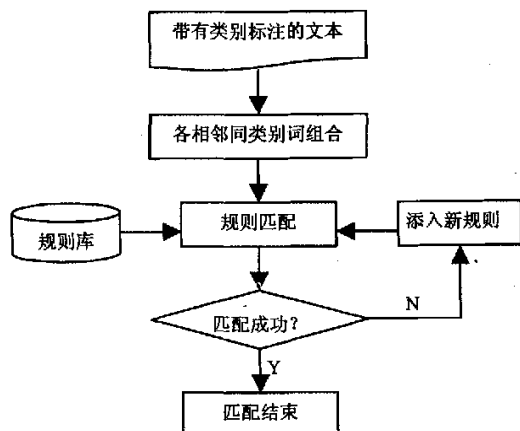 带有类别标注的文本
各相邻同类别词组合
规则匹配
添入新规则
规则库
匹配成功?
N
Y
匹配结束